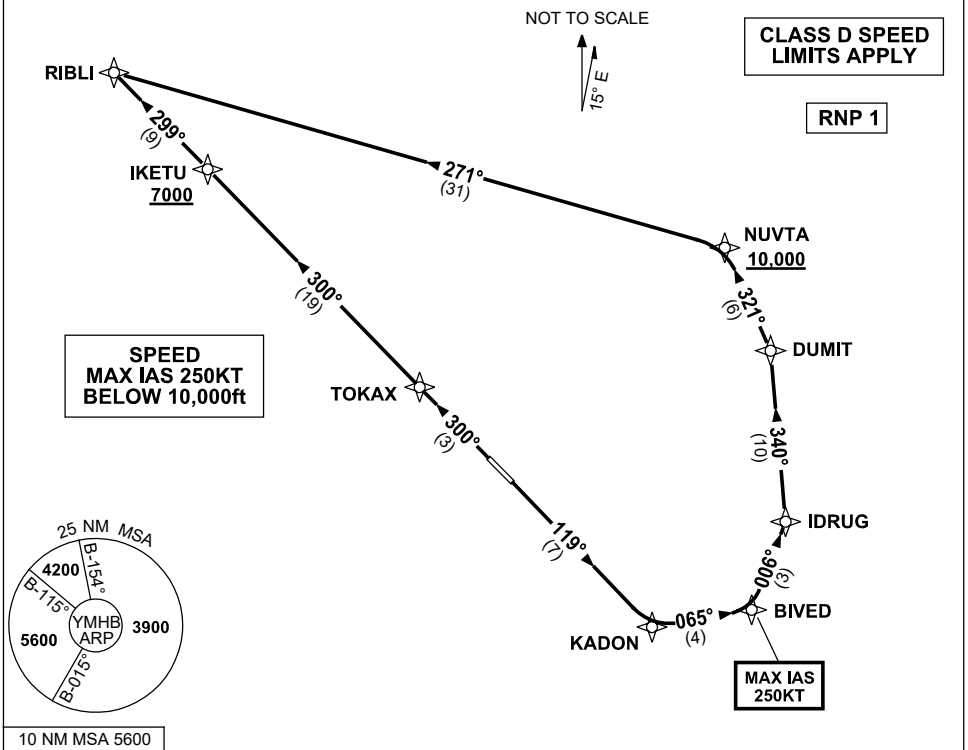 NOT TO SCALE
15° E
CLASS D SPEED
LIMITS APPLY
RNP 1
RIBLI
299°
(9)
IKETU
7000
271°
(31)
NUVTA
10,000
321°
(6)
300°
(19)
DUMIT
SPEED
MAX IAS 250KT
BELOW 10,000ft
TOKAX
300°
(3)
340°
(10)
IDRUG
119°
(7)
006°
(3)
BIVED
065°
(4)
KADON
MAX IAS
250KT
25 NM MSA
4200
B-154°
B-115°
YMHB
ARP
3900
5600
B-015°
10 NM MSA 5600